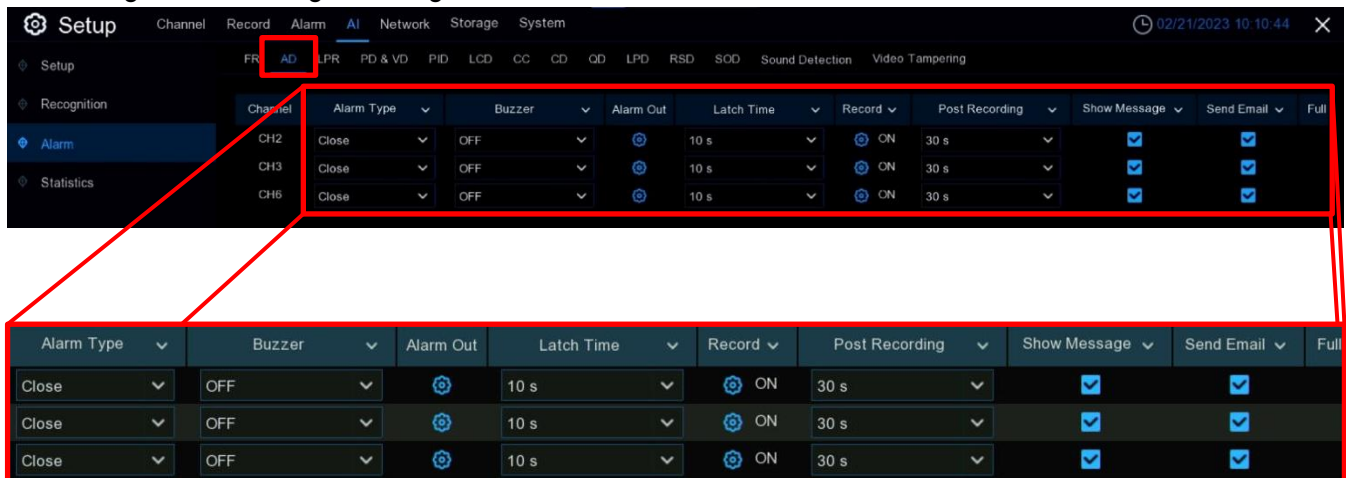 Setup Channel Record Alarm AI Network Storage System 02/21/2023 10:10:44
Setup
Recognition
Alarm
Statistics
FR AD LPR PD & VD PID LCD CC CD QD LPD RSD SOD Sound Detection Video Tampering
Channel Alarm Type Buzzer Alarm Out Latch Time Record Post Recording Show Message Send Email Full
CH2 Close OFF 10 s ON 30 s
CH3 Close OFF 10 s ON 30 s
CH6 Close OFF 10 s ON 30 s
Alarm Type Buzzer Alarm Out Latch Time Record Post Recording Show Message Send Email Full
Close OFF 10 s ON 30 s
Close OFF 10 s ON 30 s
Close OFF 10 s ON 30 s